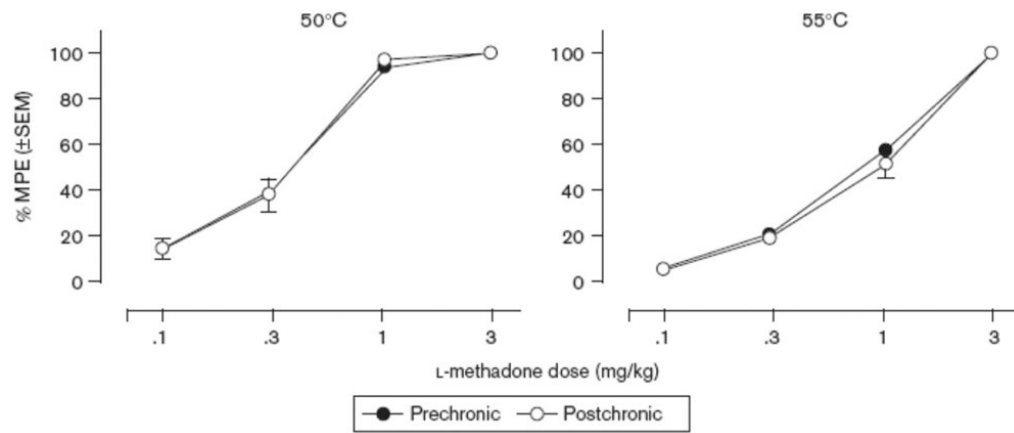 50°C
55°C
% MPE (±SEM)
100
80
60
40
20
0
100
80
60
40
20
0
.1 .3 1 3
.1 .3 1 3
L-methadone dose (mg/kg)
Prechronic Postchronic